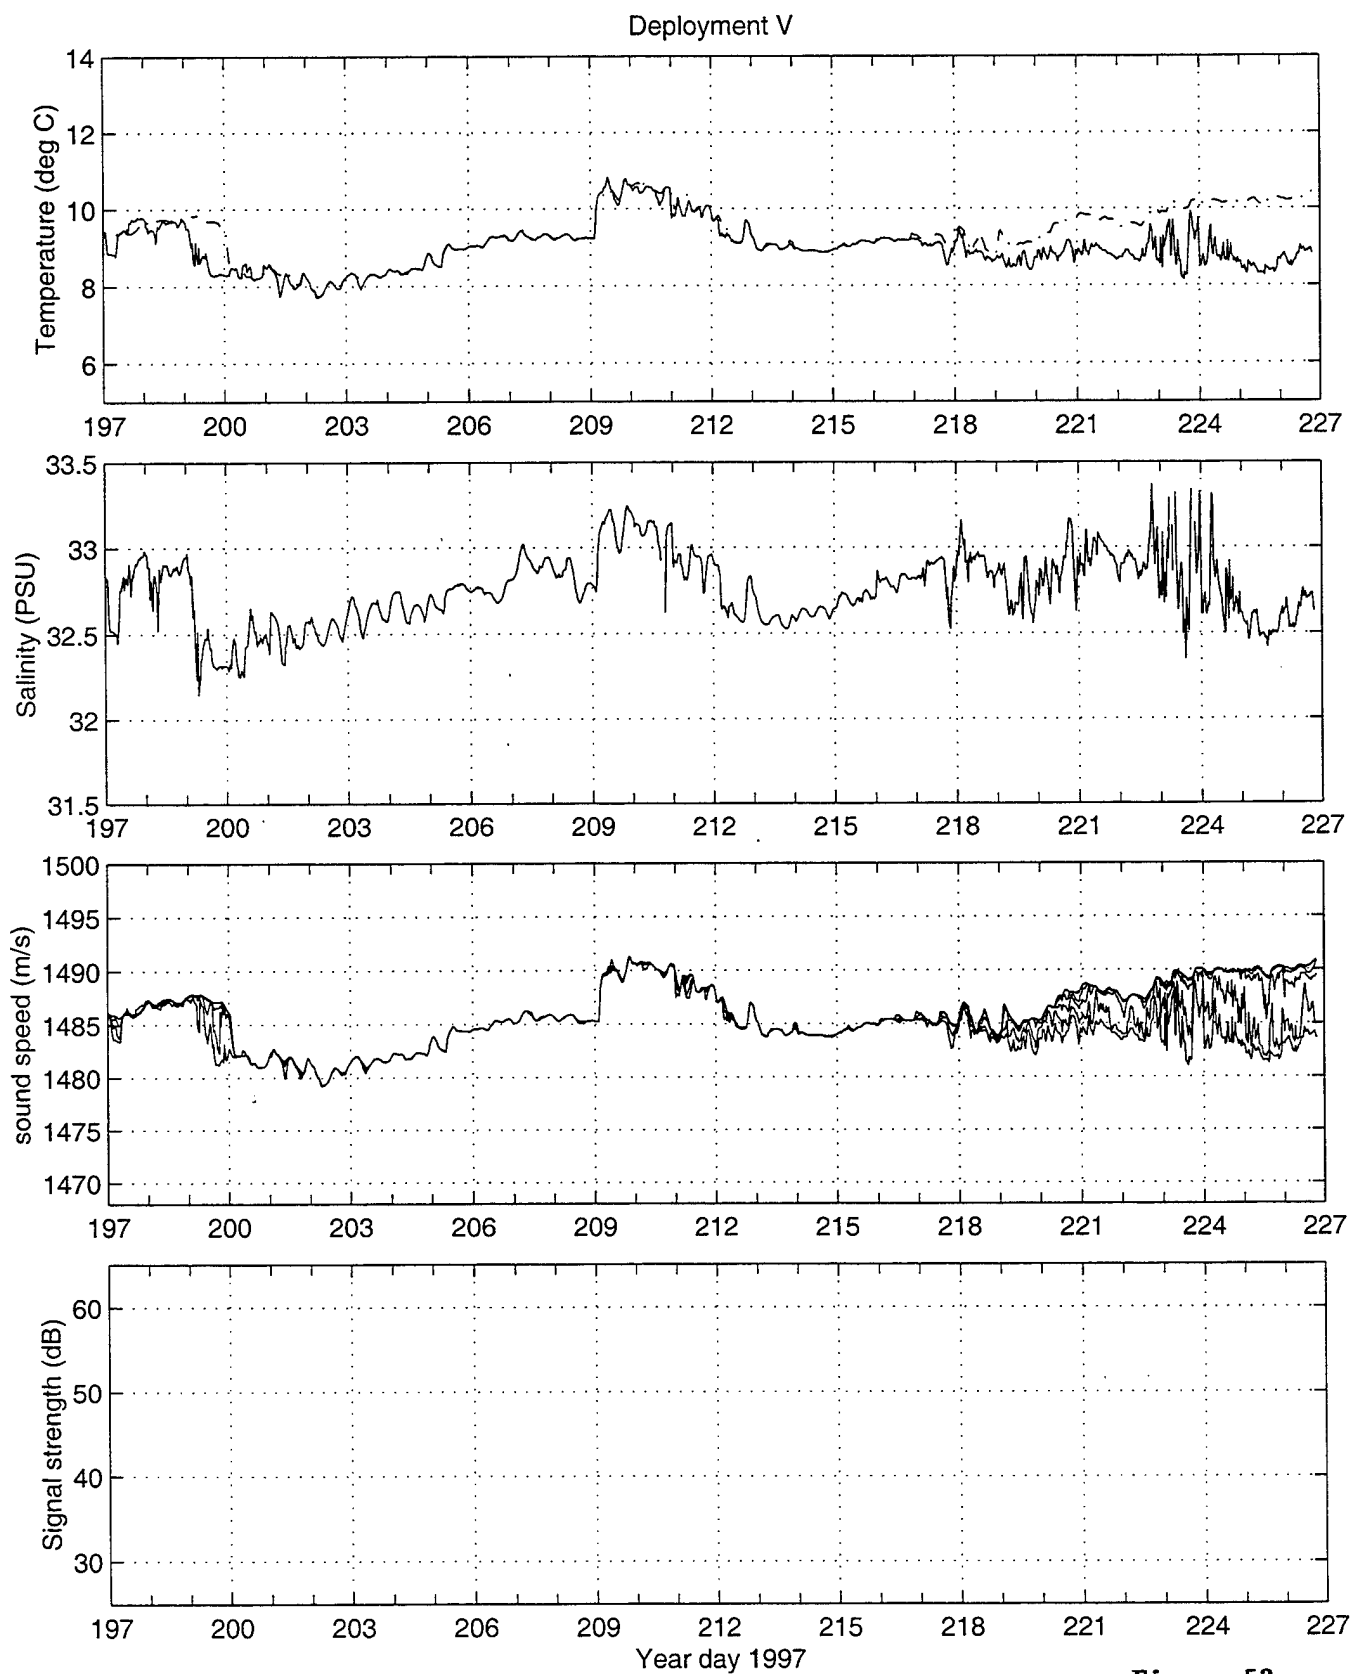 Deployment V
Temperature (deg C)
14
12
10
8
6
197 200 203 206 209 212 215 218 221 224 227
Salinity (PSU)
33.5
33
32.5
32
31.5
197 200 203 206 209 212 215 218 221 224 227
sound speed (m/s)
1500
1495
1490
1485
1480
1475
1470
197 200 203 206 209 212 215 218 221 224 227
Signal strength (dB)
60
50
40
30
197 200 203 206 209 212 215 218 221 224 227
Year day 1997